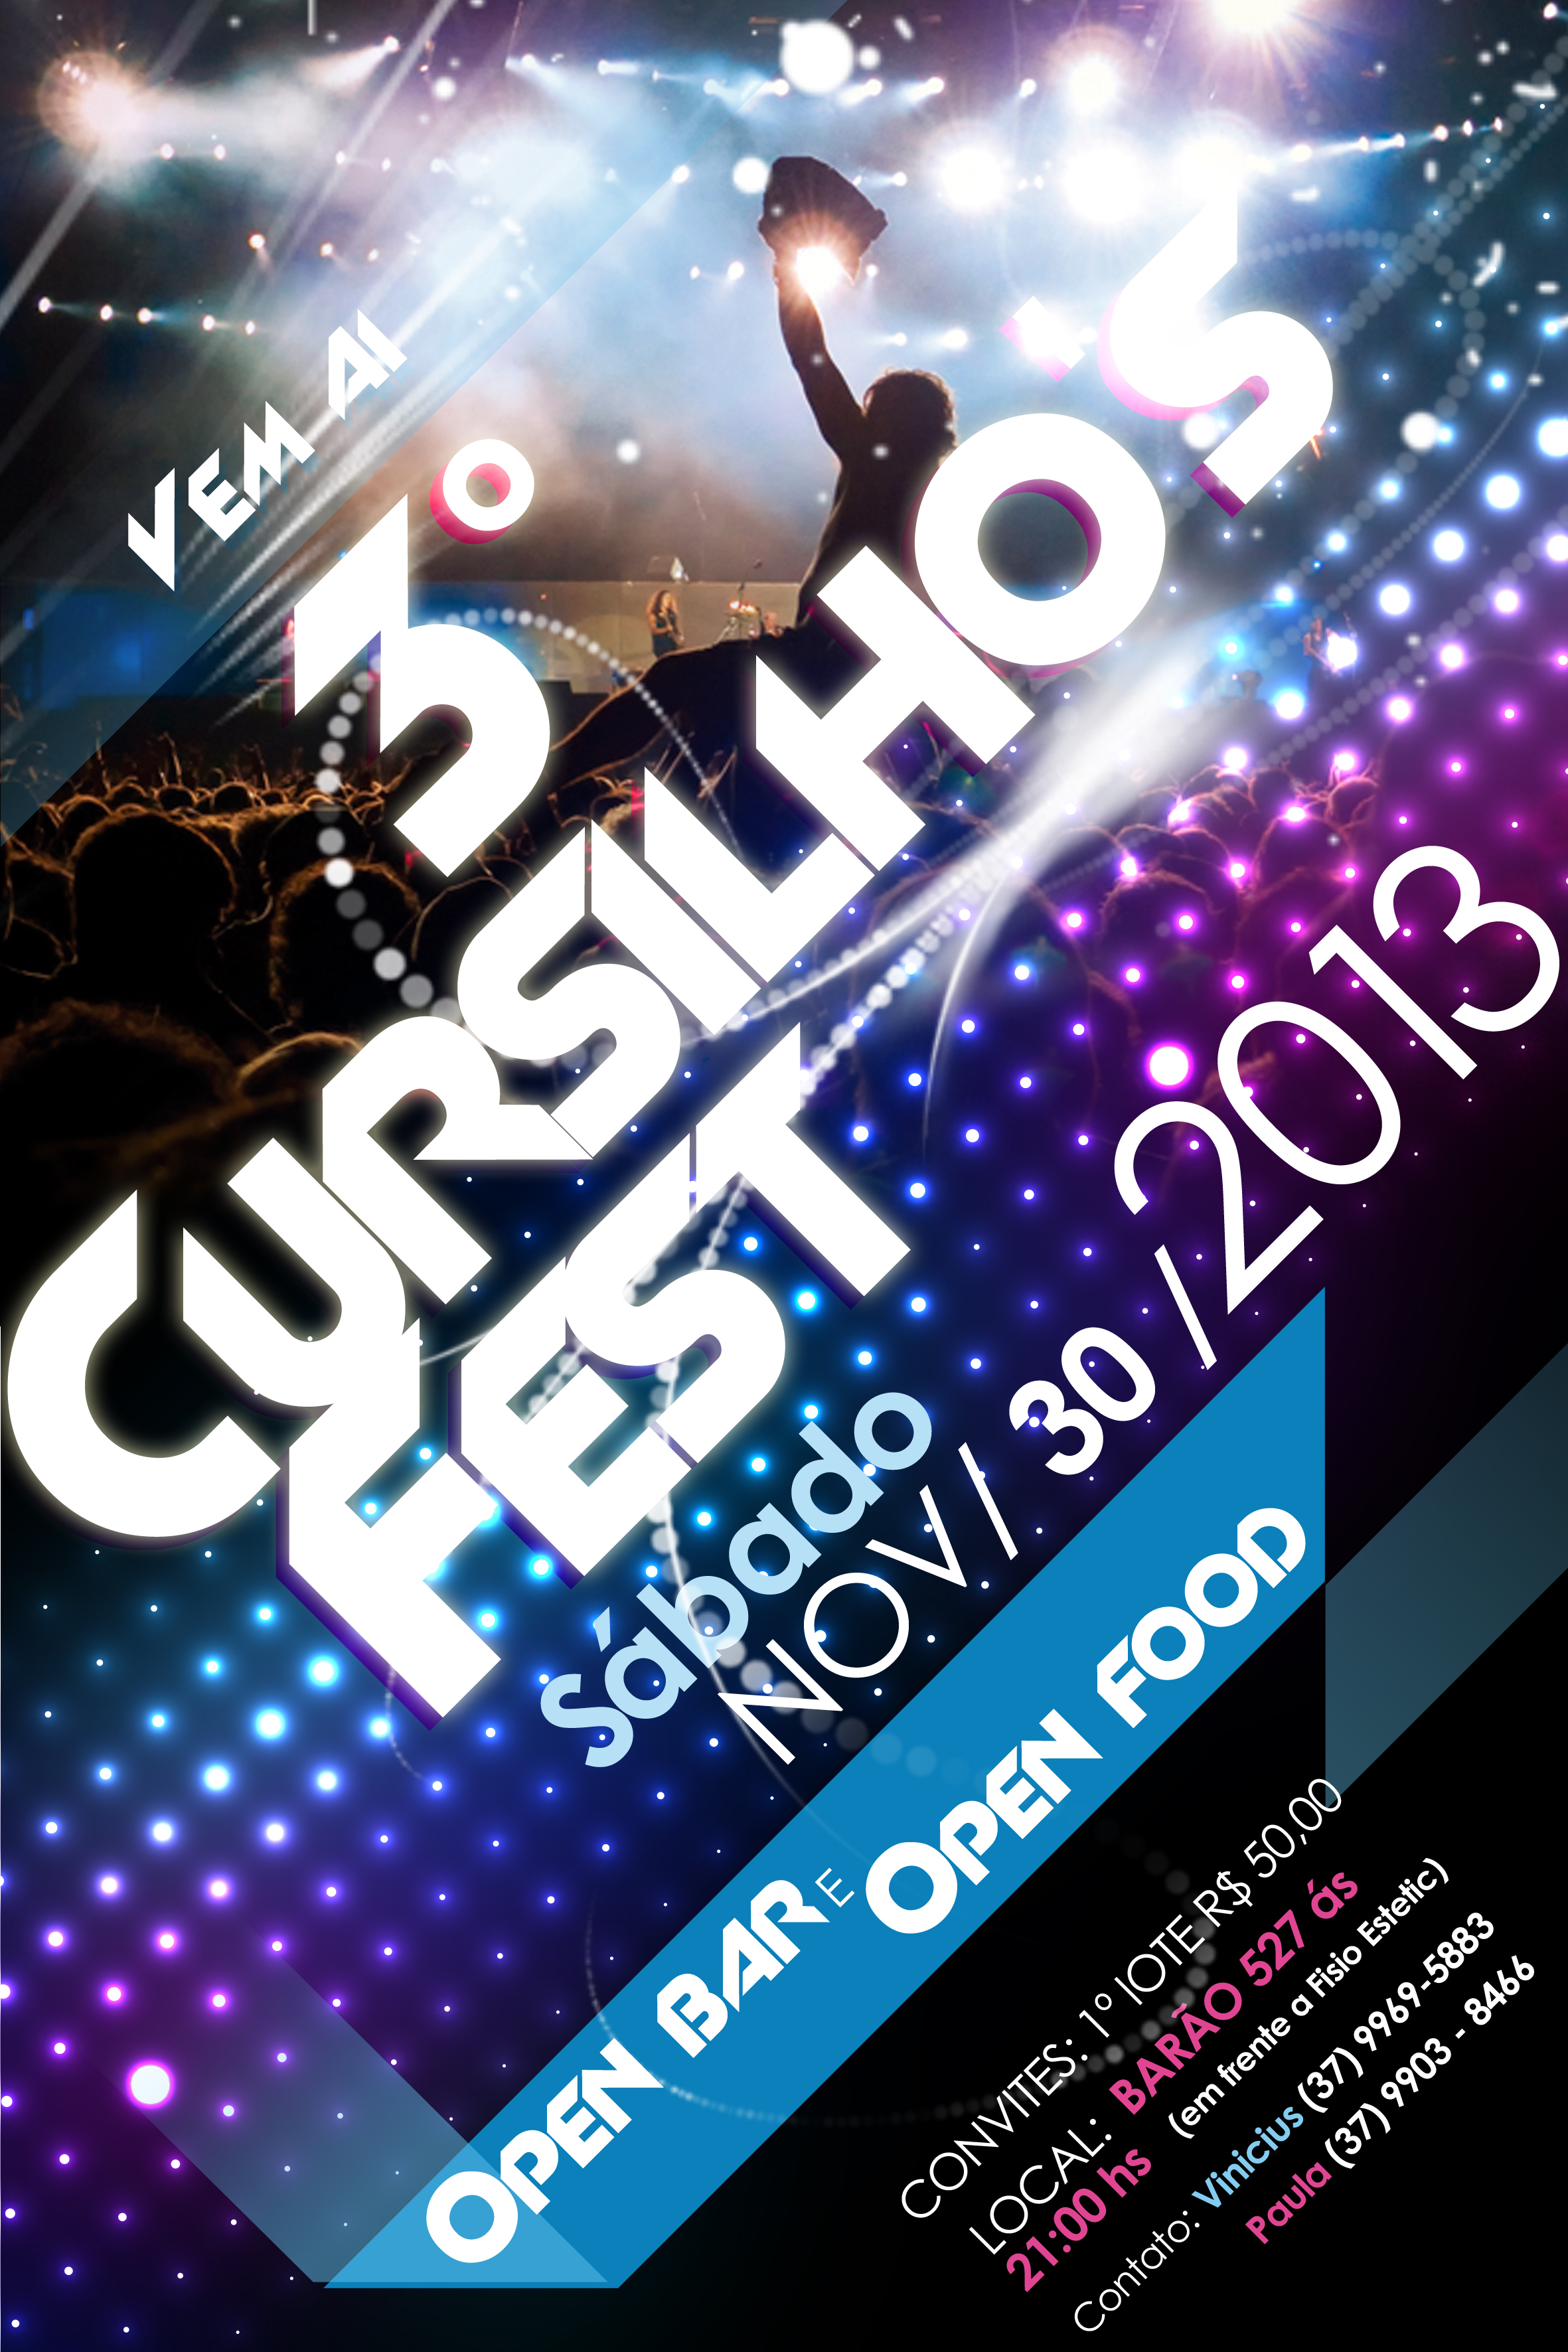 VEM AI
3º
CURSILHO'S
FEST
Sábado
NOV/ 30 /2013
OPEN BAR E OPEN FOOD
CONVITES: 1º lOTE R$ 50,00
LOCAL: BARÃO 527 ás
21:00 hs (em frente a Fisio Estetic)
Contato: Vinicius (37) 9969-5883
Paula (37) 9903 - 8466